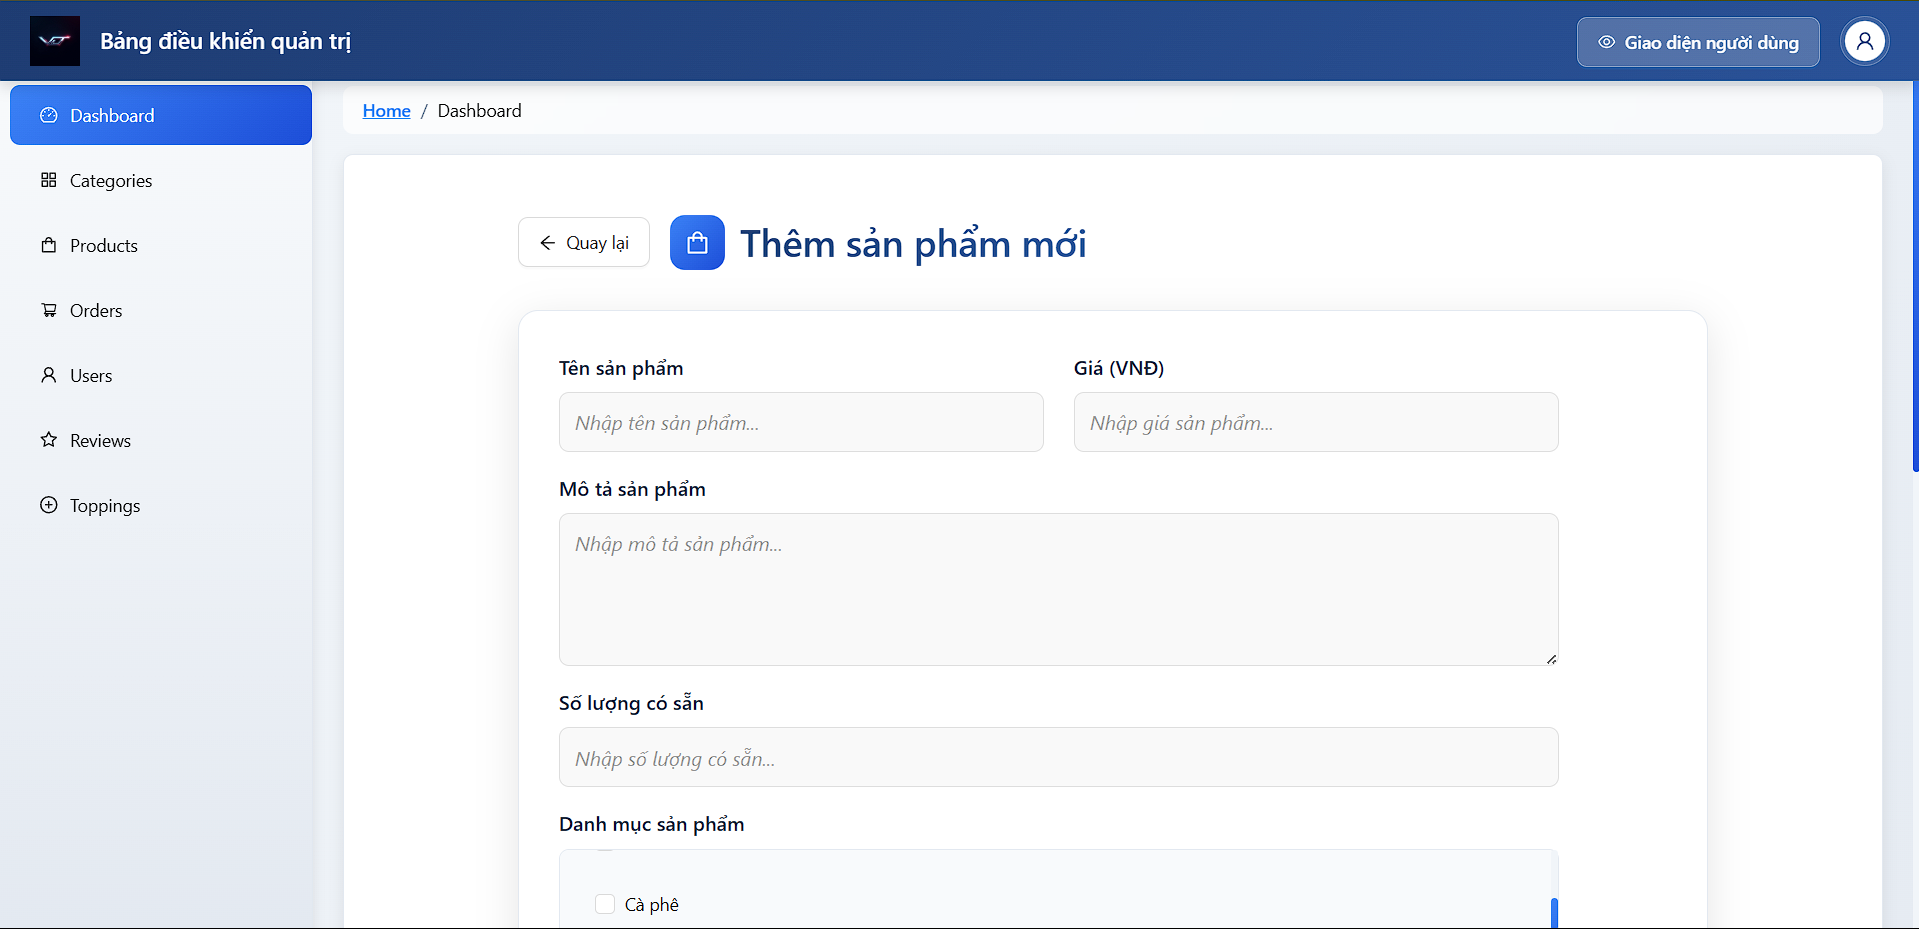 VCT
Bảng điều khiển quản trị
Giao diện người dùng
Dashboard
Categories
Products
Orders
Users
Reviews
Toppings
Home / Dashboard
Quay lại
Thêm sản phẩm mới
Tên sản phẩm
Giá (VNĐ)
Nhập tên sản phẩm...
Nhập giá sản phẩm...
Mô tả sản phẩm
Nhập mô tả sản phẩm...
Số lượng có sẵn
Nhập số lượng có sẵn...
Danh mục sản phẩm
Cà phê